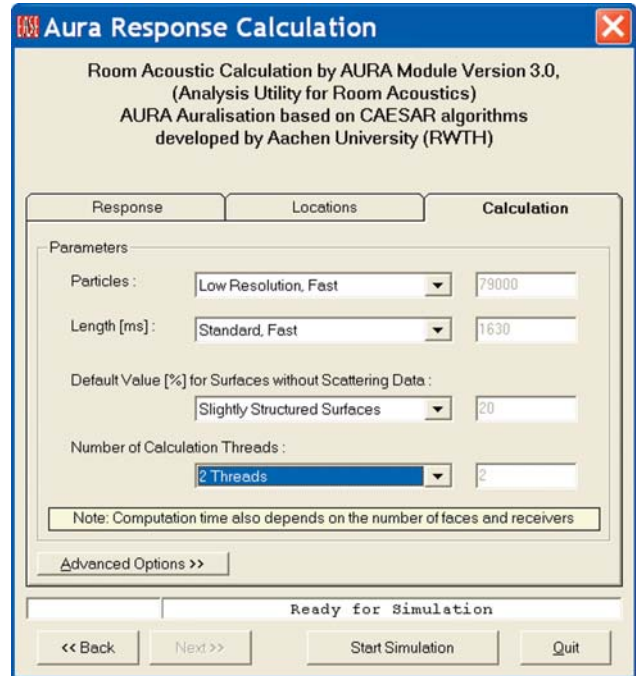 EASE Aura Response Calculation
Room Acoustic Calculation by AURA Module Version 3.0,
(Analysis Utility for Room Acoustics)
AURA Auralisation based on CAESAR algorithms
developed by Aachen University (RWTH)
Response Locations Calculation
Parameters
Particles : Low Resolution, Fast 79000
Length [ms] : Standard, Fast 1630
Default Value [%] for Surfaces without Scattering Data :
Slightly Structured Surfaces 20
Number of Calculation Threads :
2 Threads 2
Note: Computation time also depends on the number of faces and receivers
Advanced Options >>
Ready for Simulation
<< Back Next >> Start Simulation Quit